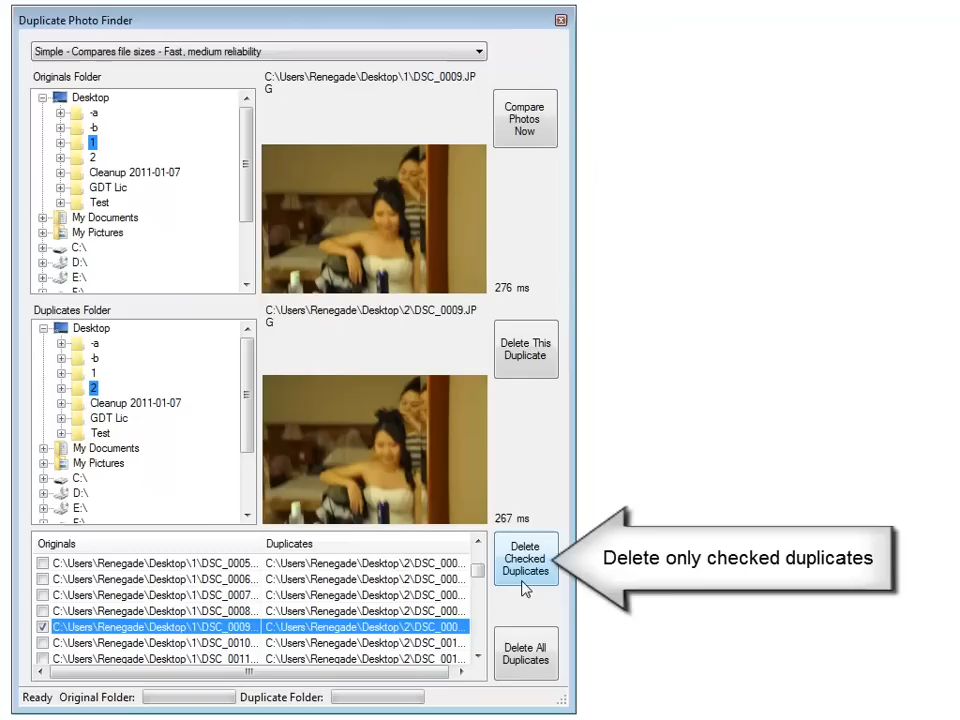 Duplicate Photo Finder
Simple - Compares file sizes - Fast, medium reliability
Originals Folder
Desktop
-a
-b
1
2
Cleanup 2011-01-07
GDT Lic
Test
My Documents
My Pictures
C:\
D:\
E:\
F:\
C:\Users\Renegade\Desktop\1\DSC_0009.JP
G
Compare
Photos
Now
276 ms
Duplicates Folder
Desktop
-a
-b
1
2
Cleanup 2011-01-07
GDT Lic
Test
My Documents
My Pictures
C:\
D:\
E:\
F:\
C:\Users\Renegade\Desktop\2\DSC_0009.JP
G
Delete This
Duplicate
267 ms
Originals Duplicates
C:\Users\Renegade\Desktop\1\DSC_0005... C:\Users\Renegade\Desktop\2\DSC_000...
C:\Users\Renegade\Desktop\1\DSC_0006... C:\Users\Renegade\Desktop\2\DSC_000...
C:\Users\Renegade\Desktop\1\DSC_0007... C:\Users\Renegade\Desktop\2\DSC_000...
C:\Users\Renegade\Desktop\1\DSC_0008... C:\Users\Renegade\Desktop\2\DSC_000...
C:\Users\Renegade\Desktop\1\DSC_0009... C:\Users\Renegade\Desktop\2\DSC_000...
C:\Users\Renegade\Desktop\1\DSC_0010... C:\Users\Renegade\Desktop\2\DSC_001...
C:\Users\Renegade\Desktop\1\DSC_0011... C:\Users\Renegade\Desktop\2\DSC_001...
Delete
Checked
Duplicates
Delete only checked duplicates
Delete All
Duplicates
Ready Original Folder: Duplicate Folder: